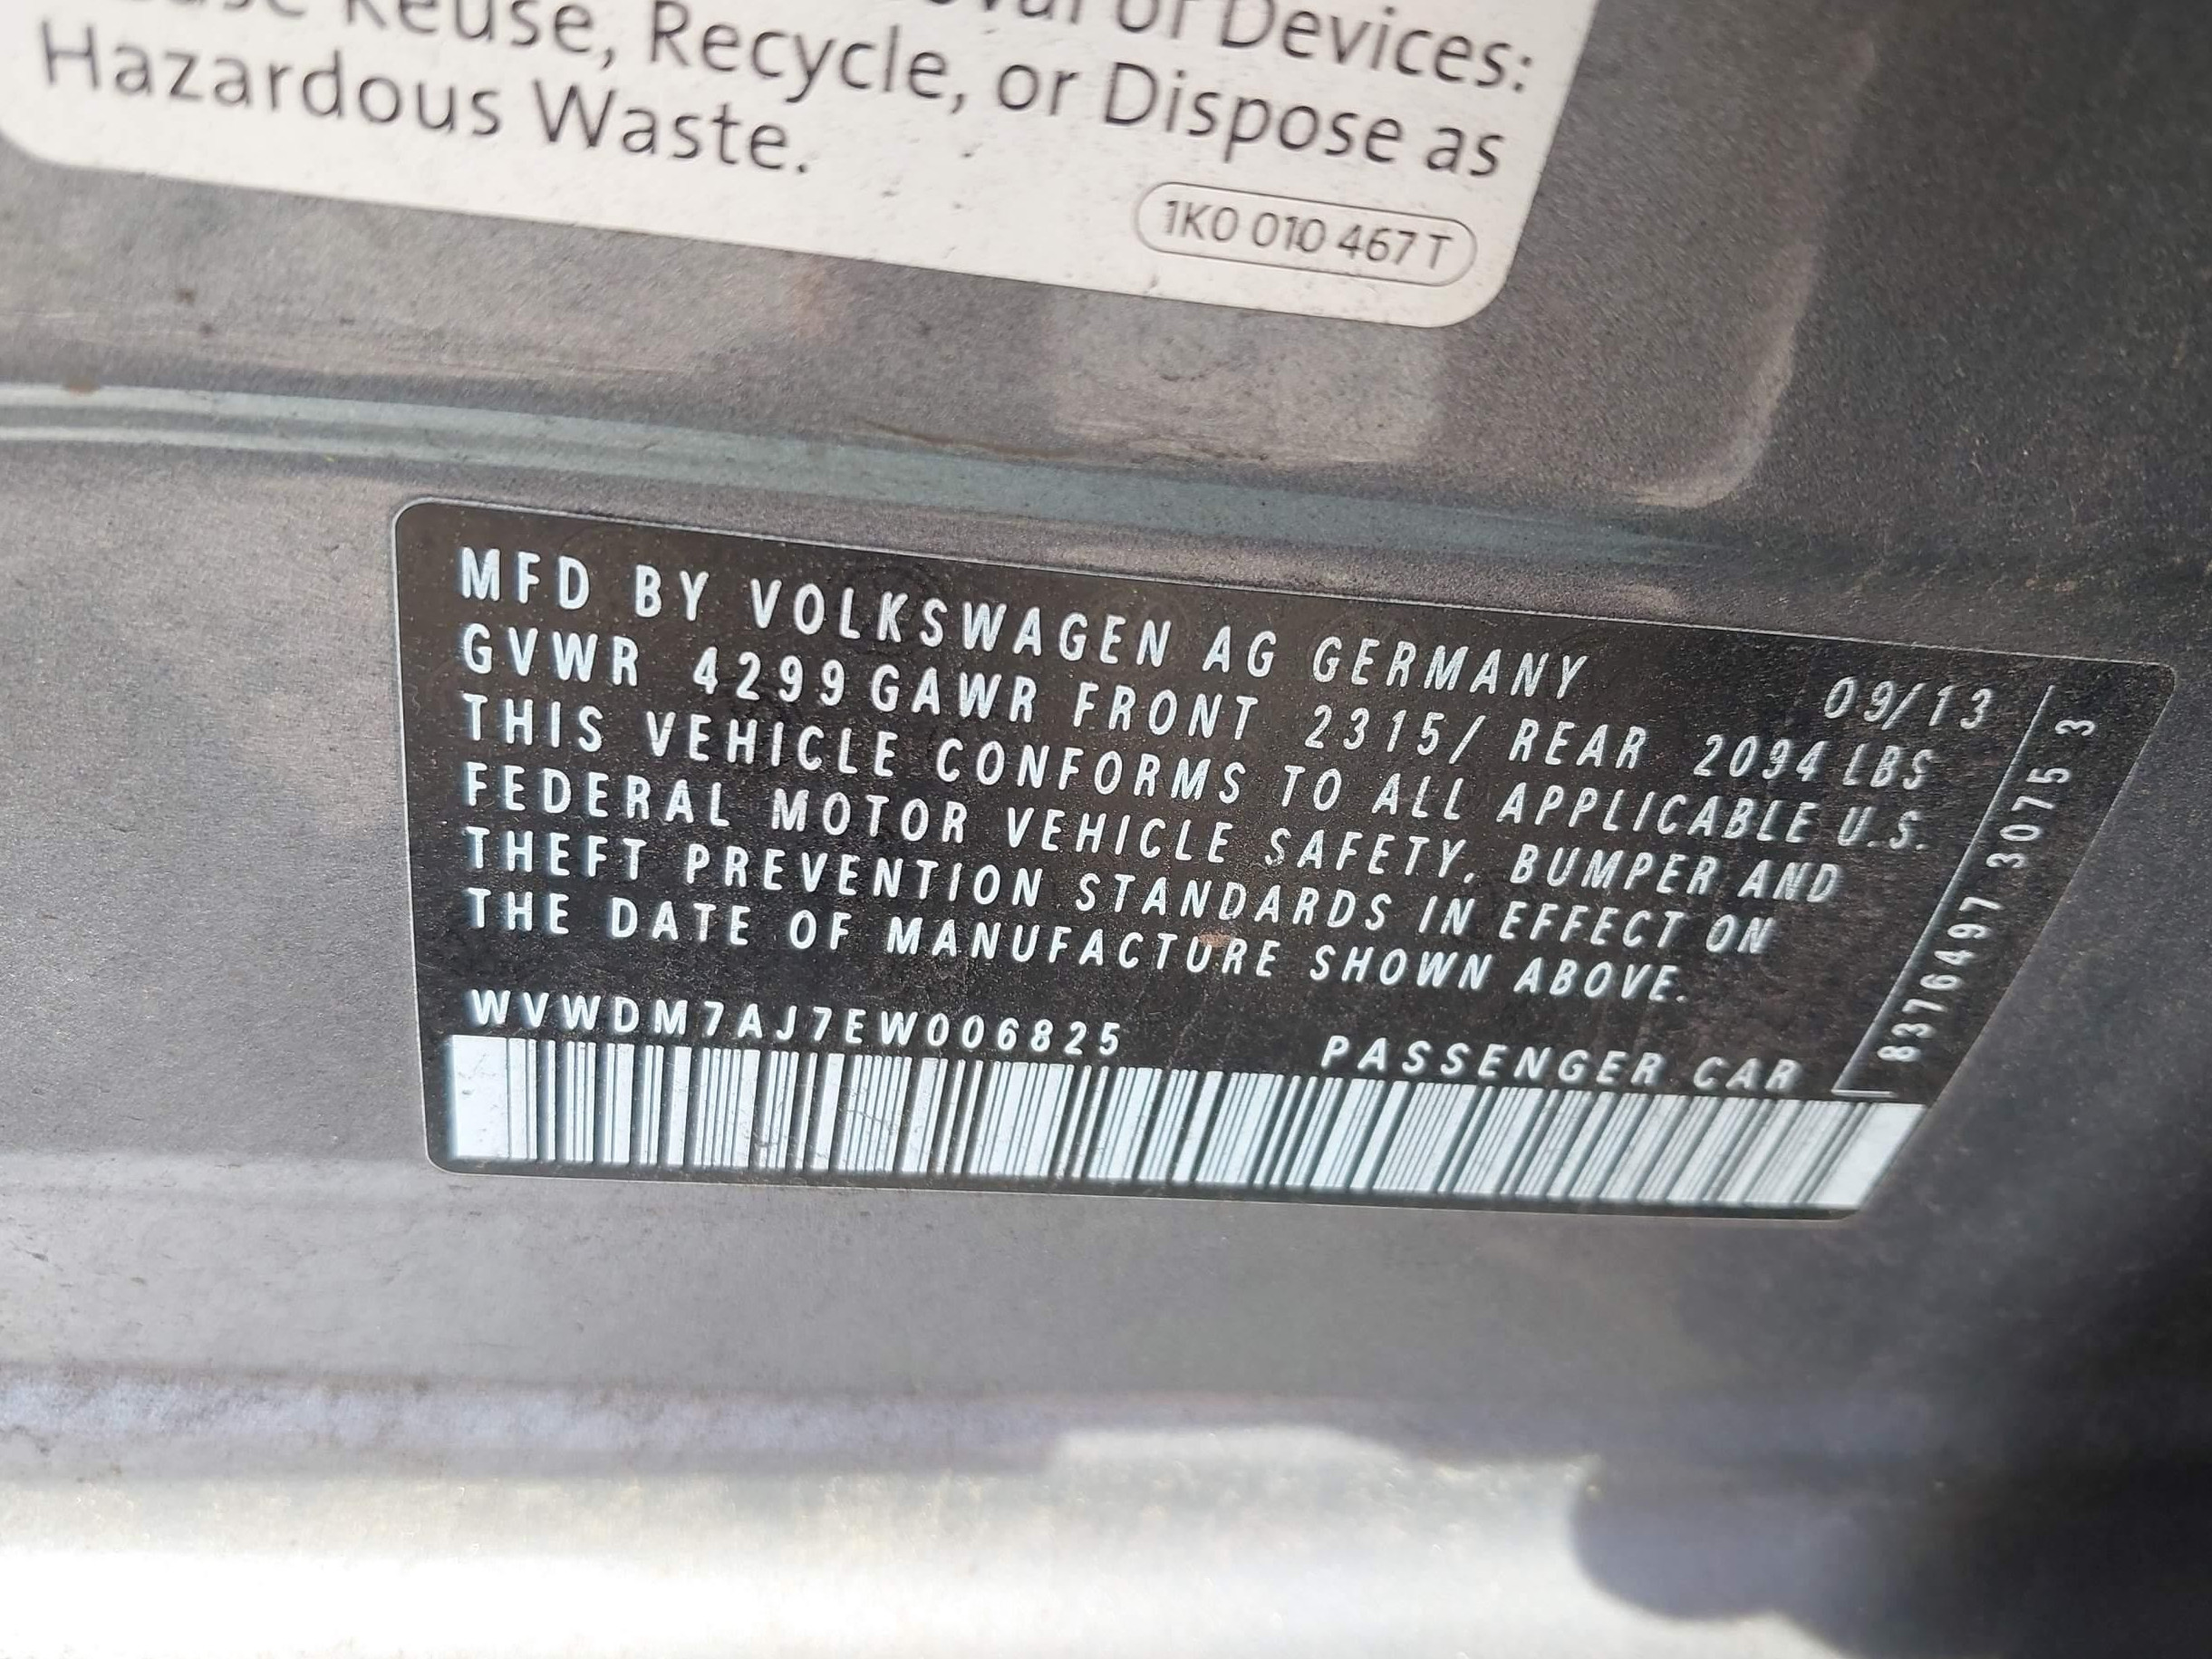 Reuse, Recycle, or Dispose as
of Devices:
Hazardous Waste.
1K0 010 467 T
MFD BY VOLKSWAGEN AG GERMANY 09/13
GVWR 4299 GAWR FRONT 2315/ REAR 2094 LBS
THIS VEHICLE CONFORMS TO ALL APPLICABLE U.S.
FEDERAL MOTOR VEHICLE SAFETY, BUMPER AND
THEFT PREVENTION STANDARDS IN EFFECT ON
THE DATE OF MANUFACTURE SHOWN ABOVE.
WVWDM7AJ7EW006825
PASSENGER CAR
8376497 3075 3